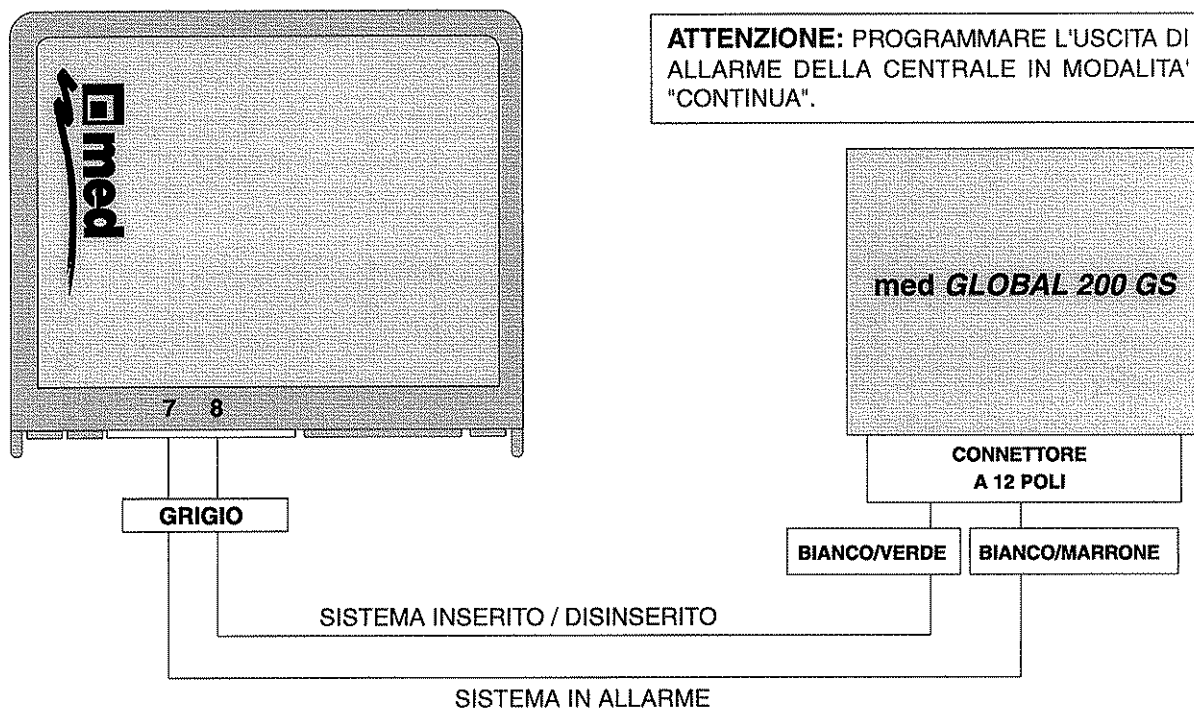 med
ATTENZIONE: PROGRAMMARE L'USCITA DI
ALLARME DELLA CENTRALE IN MODALITA'
"CONTINUA".
med GLOBAL 200 GS
7 8
CONNETTORE
A 12 POLI
GRIGIO
BIANCO/VERDE BIANCO/MARRONE
SISTEMA INSERITO / DISINSERITO
SISTEMA IN ALLARME